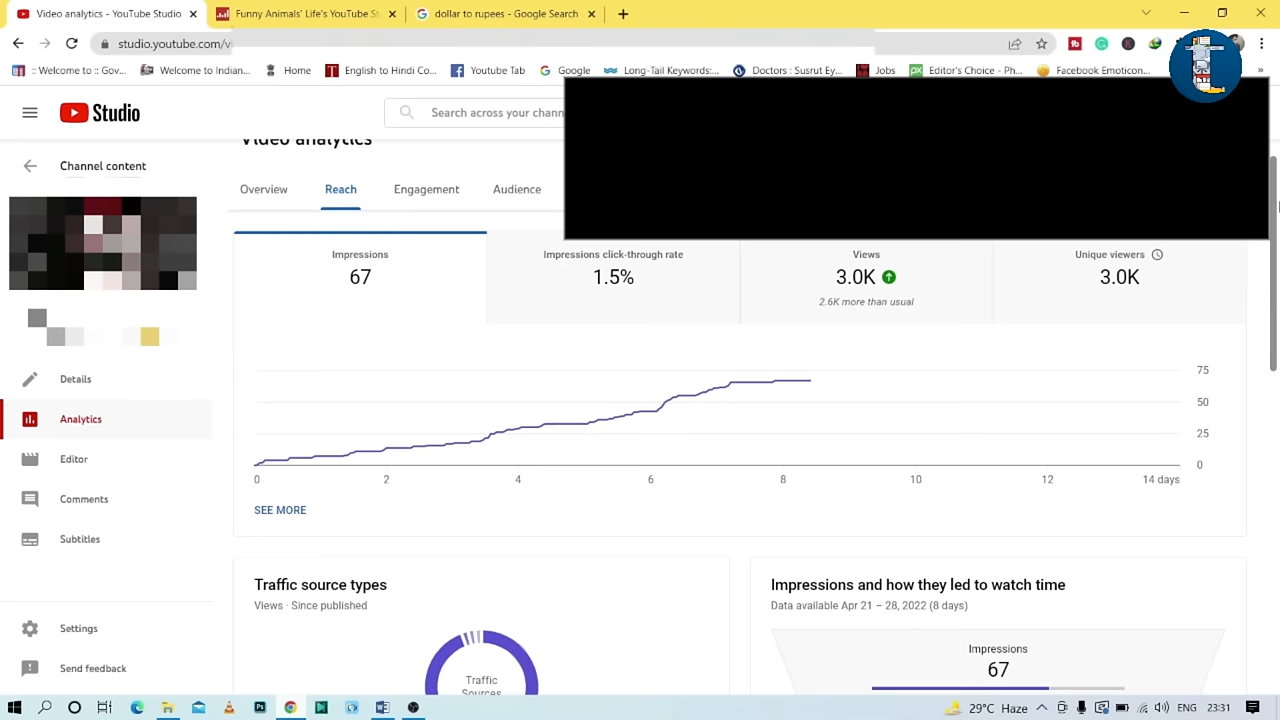 Video analytics - YouTube Studio
Funny Animals' Life's YouTube St
dollar to rupees - Google Search
studio.youtube.com/v
:: Welcome to :: Gov...
Welcome to Indian...
Home
English to Hindi Co...
Youtube Tab
Google
Long-Tail Keywords:...
Doctors : Susrut Ey...
Jobs
Editor's Choice - Ph...
Facebook Emoticon...
»
Studio
Search across your chann
Video analytics
Channel content
Overview
Reach
Engagement
Audience
Impressions
67
Impressions click-through rate
1.5%
Views
3.0K
2.6K more than usual
Unique viewers
3.0K
75
50
25
0
0 2 4 6 8 10 12 14 days
SEE MORE
Details
Analytics
Editor
Comments
Subtitles
Settings
Send feedback
Traffic source types
Views · Since published
Traffic
Sources
Impressions and how they led to watch time
Data available Apr 21 – 28, 2022 (8 days)
Impressions
67
29°C Haze
ENG
23:31